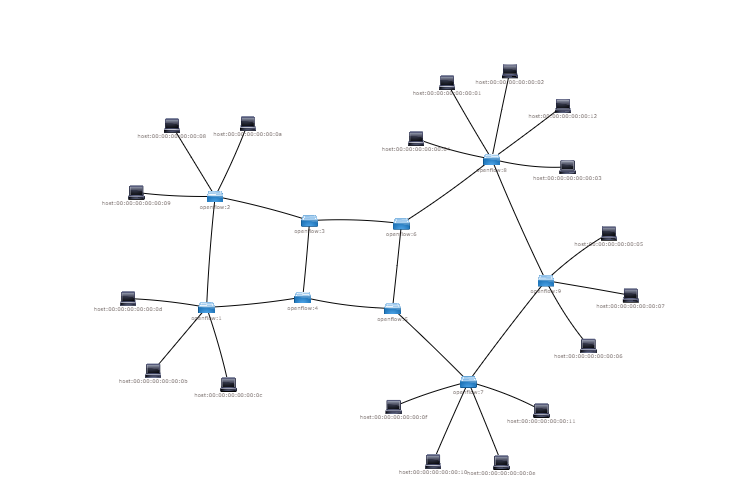 host:00:00:00:00:00:02
host:00:00:00:00:00:01
host:00:00:00:00:00:12
host:00:00:00:00:00:08
host:00:00:00:00:00:0a
host:00:00:00:00:00:
openflow:8
host:00:00:00:00:00:03
host:00:00:00:00:00:09
openflow:2
openflow:3
openflow:6
host:00:00:00:00:00:05
openflow:9
host:00:00:00:00:00:0d
openflow:1
openflow:4
openflow:5
host:00:00:00:00:00:07
host:00:00:00:00:00:06
host:00:00:00:00:00:0b
host:00:00:00:00:00:0c
openflow:7
host:00:00:00:00:00:0f
host:00:00:00:00:00:11
host:00:00:00:00:00:10
host:00:00:00:00:00:0e